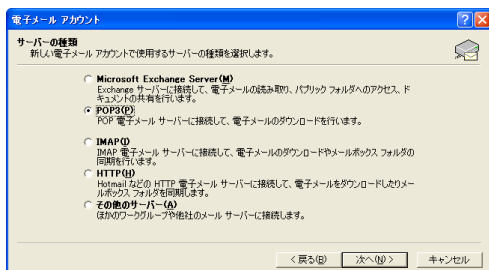 電子メール アカウント
サーバーの種類
新しい電子メール アカウントで使用するサーバーの種類を選択します。
Microsoft Exchange Server(M)
Exchange サーバーに接続して、電子メールの読み取り、パブリック フォルダへのアクセス、ド
キュメントの共有を行います。
POP3(P)
POP 電子メール サーバーに接続して、電子メールのダウンロードを行います。
IMAP(I)
IMAP 電子メール サーバーに接続して、電子メールのダウンロードやメールボックス フォルダの
同期を行います。
HTTP(H)
Hotmail などの HTTP 電子メール サーバーに接続して、電子メールをダウンロードしたりメー
ルボックス フォルダを同期します。
その他のサーバー(A)
ほかのワークグループや他社のメール サーバーに接続します。
< 戻る(B) 次へ(N) > キャンセル